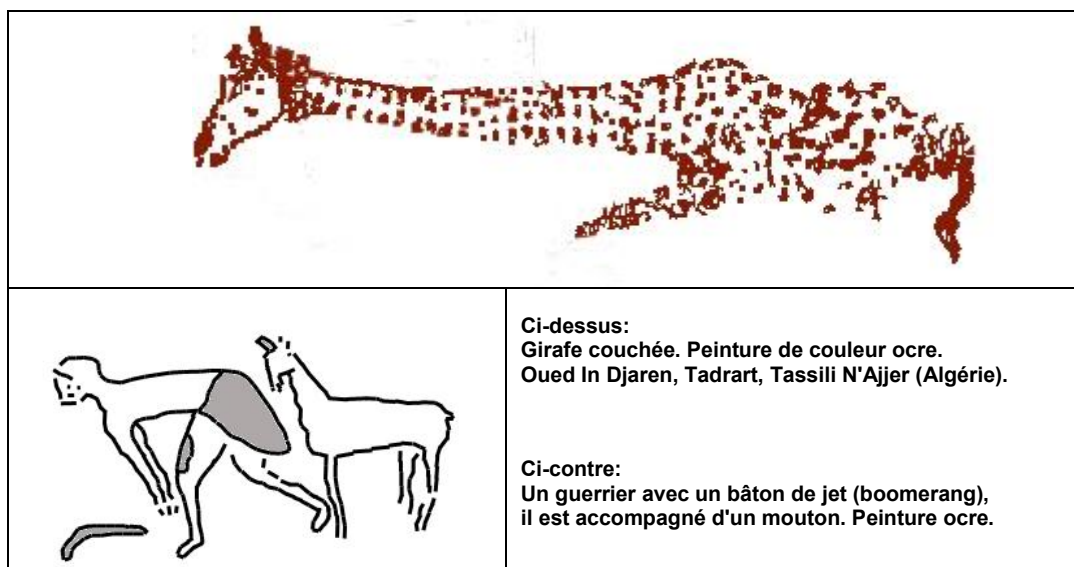 Ci-dessus:
Girafe couchée. Peinture de couleur ocre.
Oued In Djaren, Tadrart, Tassili N'Ajjer (Algérie).
Ci-contre:
Un guerrier avec un bâton de jet (boomerang),
il est accompagné d'un mouton. Peinture ocre.